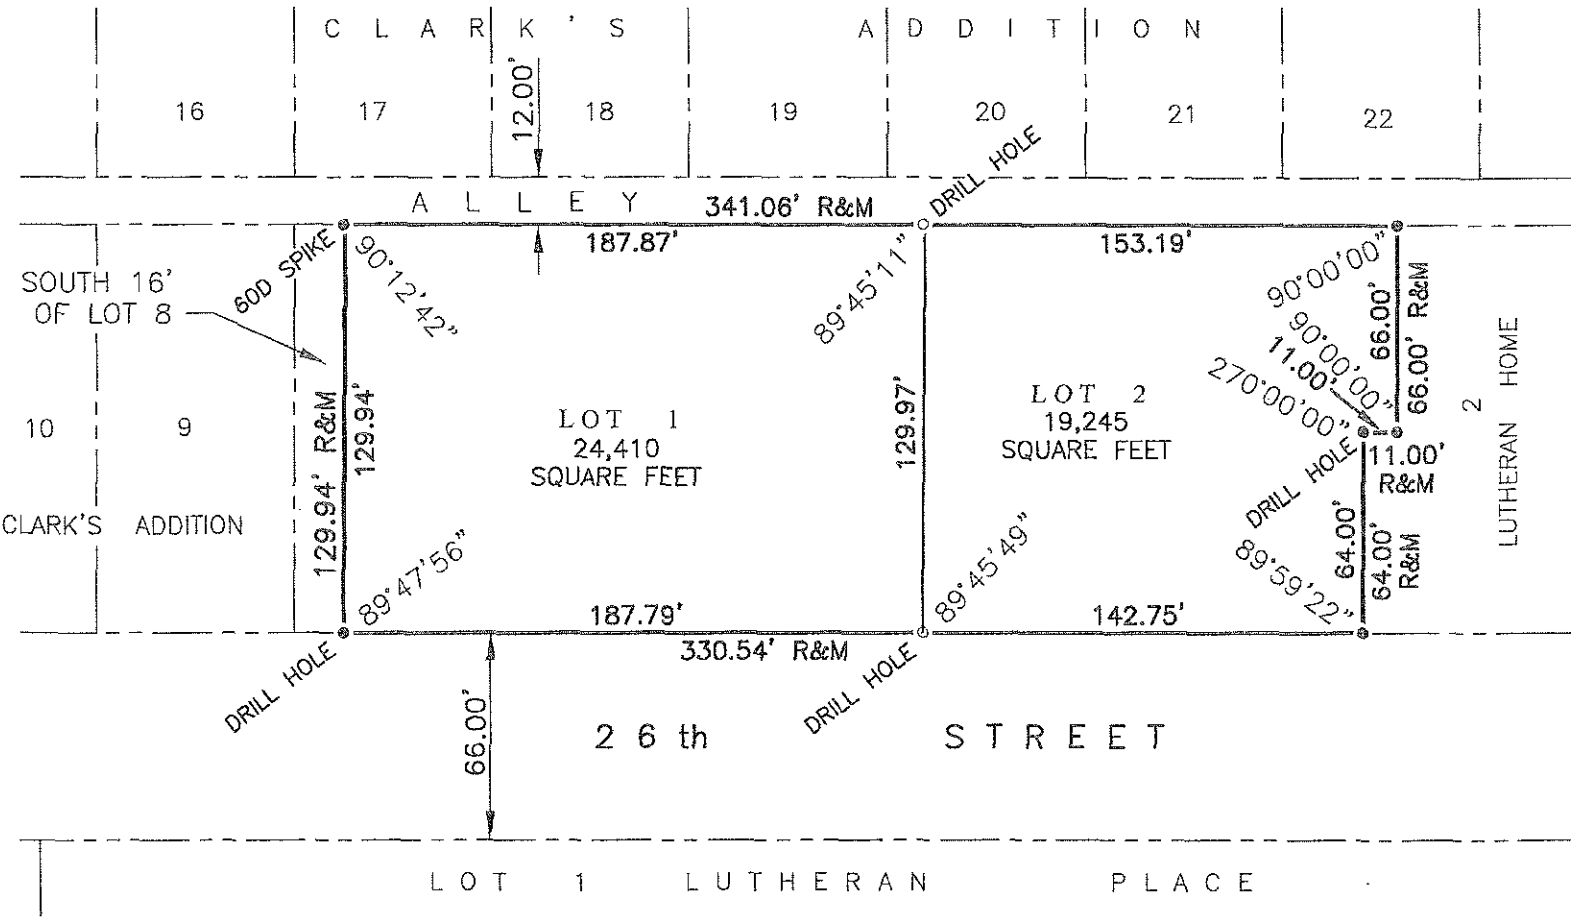 CLARK'S ADDITION
16 17 18 19 20 21 22
12.00'
DRILL HOLE
ALLEY
341.06' R&M
187.87'
153.19'
60D SPIKE
90°12'42"
89°45'11"
90°00'00"
66.00'
66.00' R&M
90°00'00"
11.00'
270°00'00"
SOUTH 16'
OF LOT 8
10 9
129.94' R&M
129.94'
LOT 1
24,410
SQUARE FEET
129.97'
LOT 2
19,245
SQUARE FEET
2
LUTHERAN HOME
DRILL HOLE
11.00'
R&M
CLARK'S ADDITION
89°47'56"
89°45'49"
64.00'
64.00'
R&M
89°59'22"
187.79'
142.75'
330.54' R&M
DRILL HOLE
DRILL HOLE
66.00'
26th STREET
LOT 1 LUTHERAN PLACE